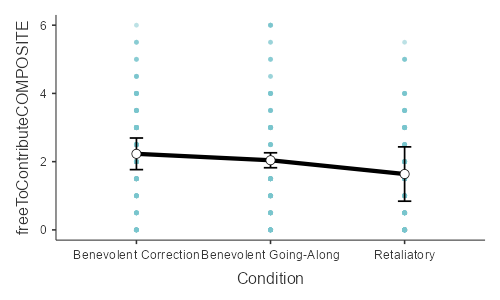 freeToContributeCOMPOSITE
6
4
2
0
Benevolent Correction Benevolent Going-Along Retaliatory
Condition